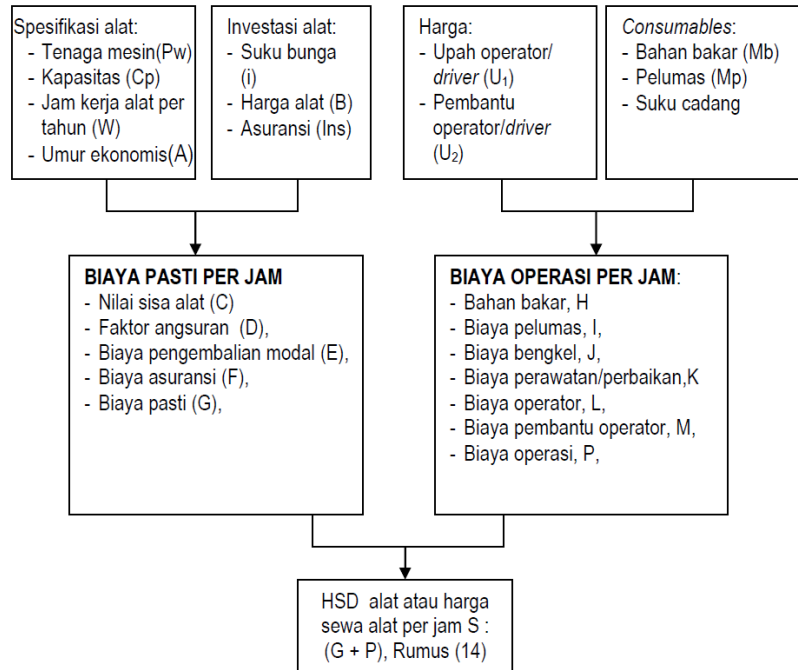 Spesifikasi alat:
- Tenaga mesin(Pw)
- Kapasitas (Cp)
- Jam kerja alat per
tahun (W)
- Umur ekonomis(A)
Investasi alat:
- Suku bunga
(i)
- Harga alat (B)
- Asuransi (Ins)
Harga:
- Upah operator/
driver (U₁)
- Pembantu
operator/driver
(U₂)
Consumables:
- Bahan bakar (Mb)
- Pelumas (Mp)
- Suku cadang
BIAYA PASTI PER JAM
- Nilai sisa alat (C)
- Faktor angsuran (D),
- Biaya pengembalian modal (E),
- Biaya asuransi (F),
- Biaya pasti (G),
BIAYA OPERASI PER JAM:
- Bahan bakar, H
- Biaya pelumas, I,
- Biaya bengkel, J,
- Biaya perawatan/perbaikan,K
- Biaya operator, L,
- Biaya pembantu operator, M,
- Biaya operasi, P,
HSD alat atau harga
sewa alat per jam S :
(G + P), Rumus (14)